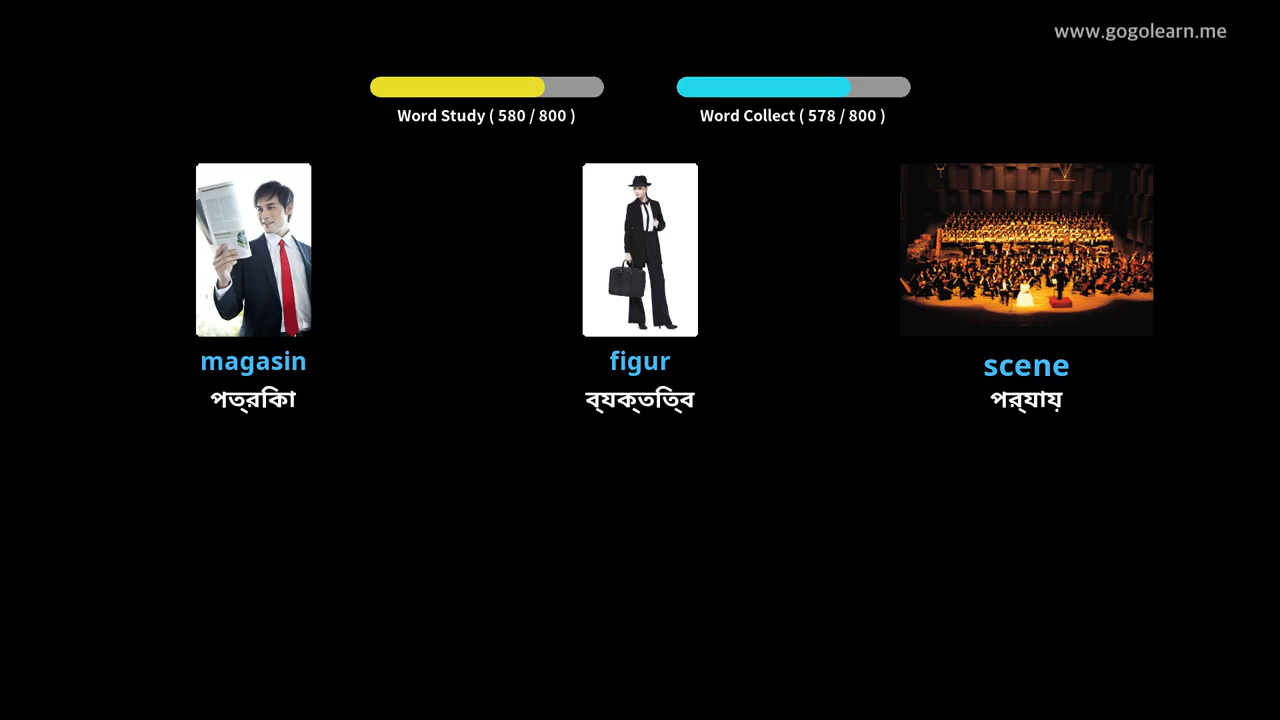 www.gogolearn.me
Word Study ( 580 / 800 )
Word Collect ( 578 / 800 )
magasin
figur
scene
পত্রিকা
ব্যক্তিত্ব
পর্যায়